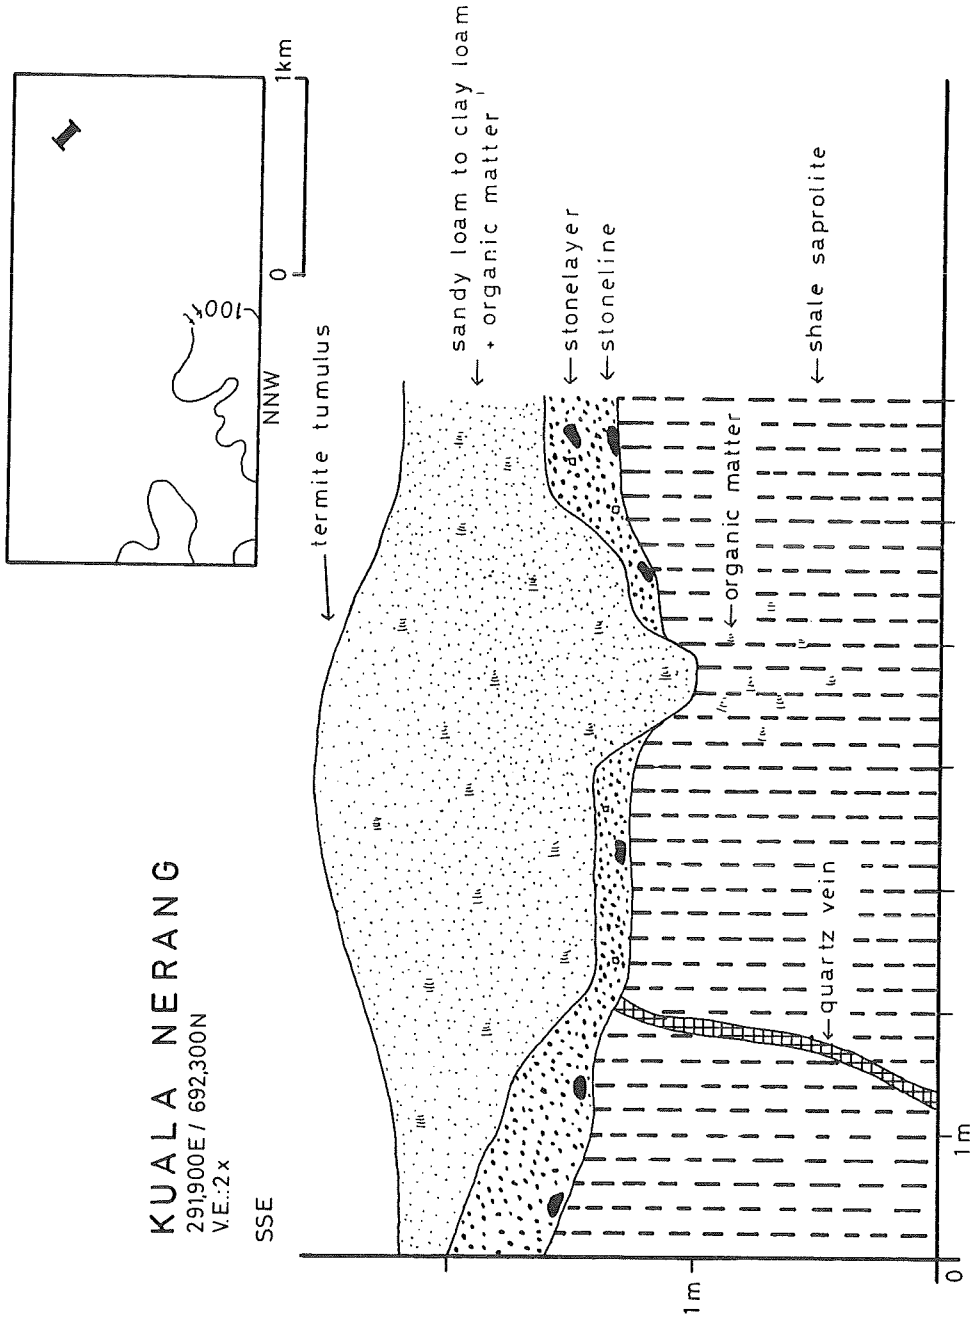 KUALA NERANG
291,900E / 692,300N
V.E.:2x
SSE
NNW
100ft
0
1km
termite tumulus
sandy loam to clay loam
+ organic matter
stonelayer
stoneline
organic matter
shale saprolite
quartz vein
1m
0
1m